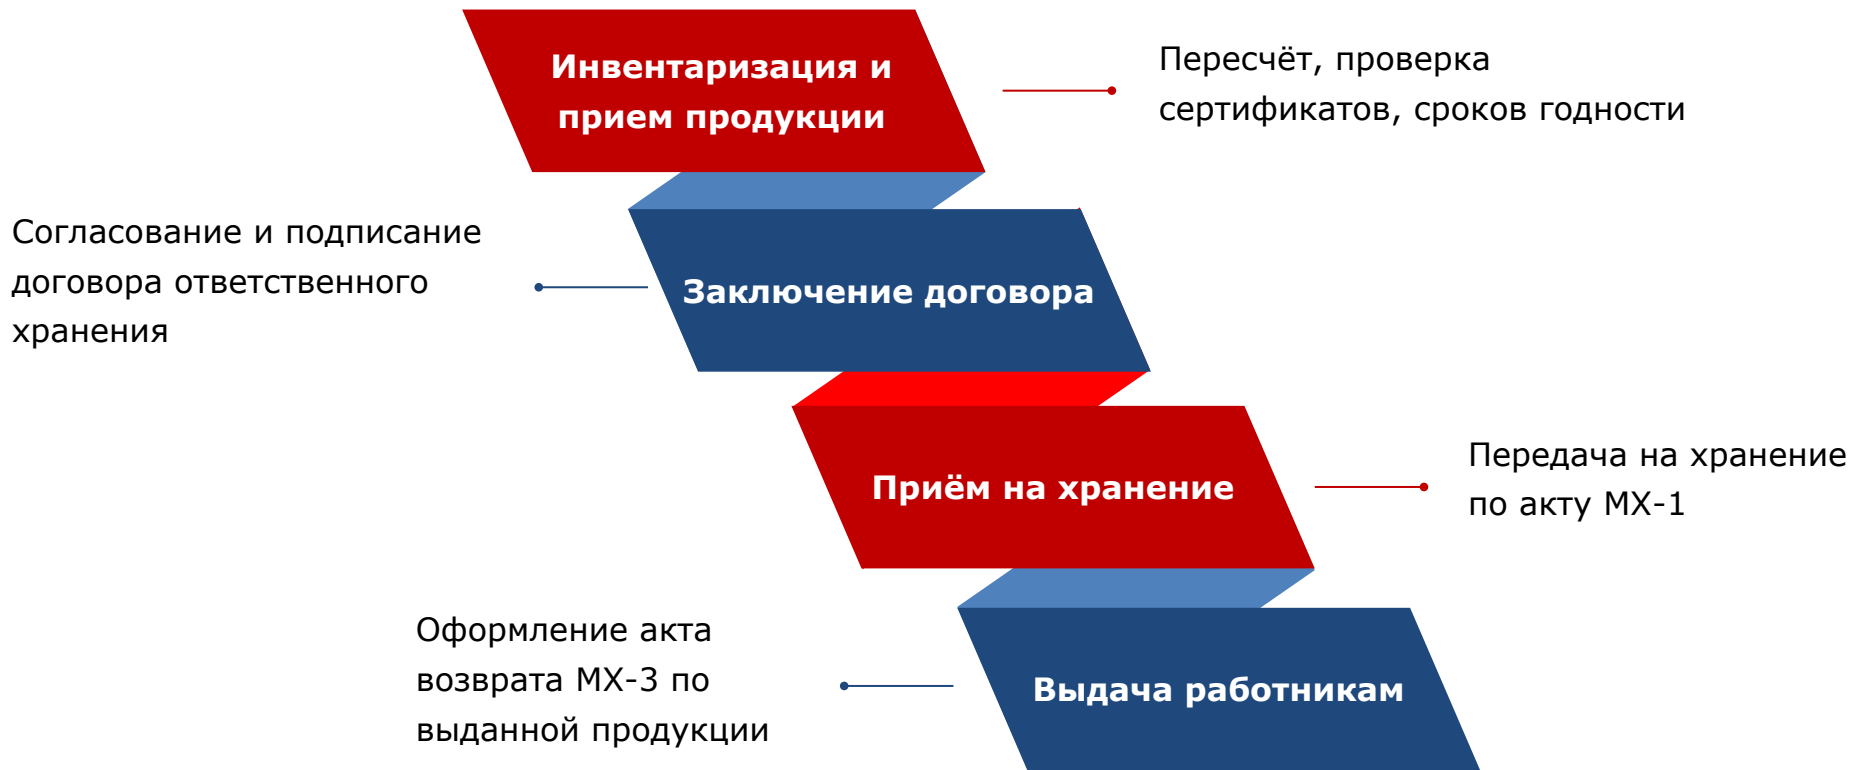 Инвентаризация и
прием продукции
Пересчёт, проверка
сертификатов, сроков годности
Согласование и подписание
договора ответственного
хранения
Заключение договора
Приём на хранение
Передача на хранение
по акту МХ-1
Оформление акта
возврата МХ-3 по
выданной продукции
Выдача работникам